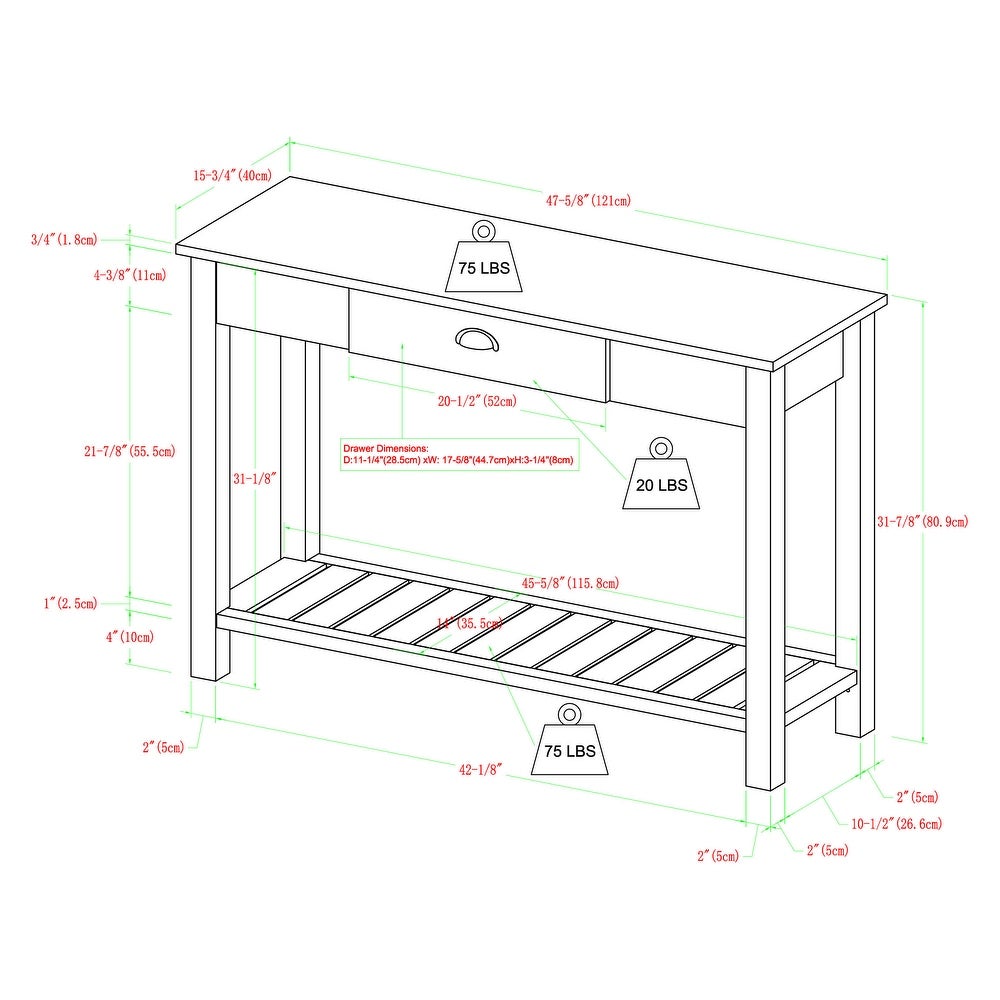 15-3/4"(40cm)
47-5/8"(121cm)
3/4"(1.8cm)
4-3/8"(11cm)
75 LBS
20-1/2"(52cm)
Drawer Dimensions:
D:11-1/4"(28.5cm) xW: 17-5/8"(44.7cm)xH:3-1/4"(8cm)
21-7/8"(55.5cm)
31-1/8"
20 LBS
31-7/8"(80.9cm)
45-5/8"(115.8cm)
1"(2.5cm)
14"(35.5cm)
4"(10cm)
2"(5cm)
75 LBS
42-1/8"
2"(5cm)
10-1/2"(26.6cm)
2"(5cm)
2"(5cm)